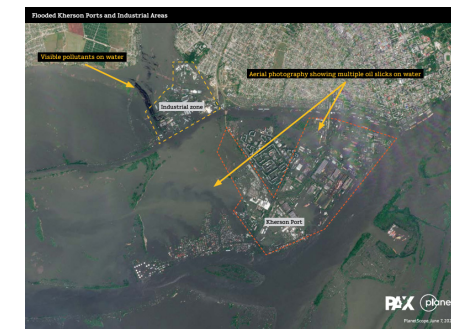 Flooded Kherson Ports and Industrial Areas
Visible pollutants on water
Aerial photography showing multiple oil slicks on water
Industrial zone
Kherson Port
PAX
plane
PlanetScope, June 7, 202